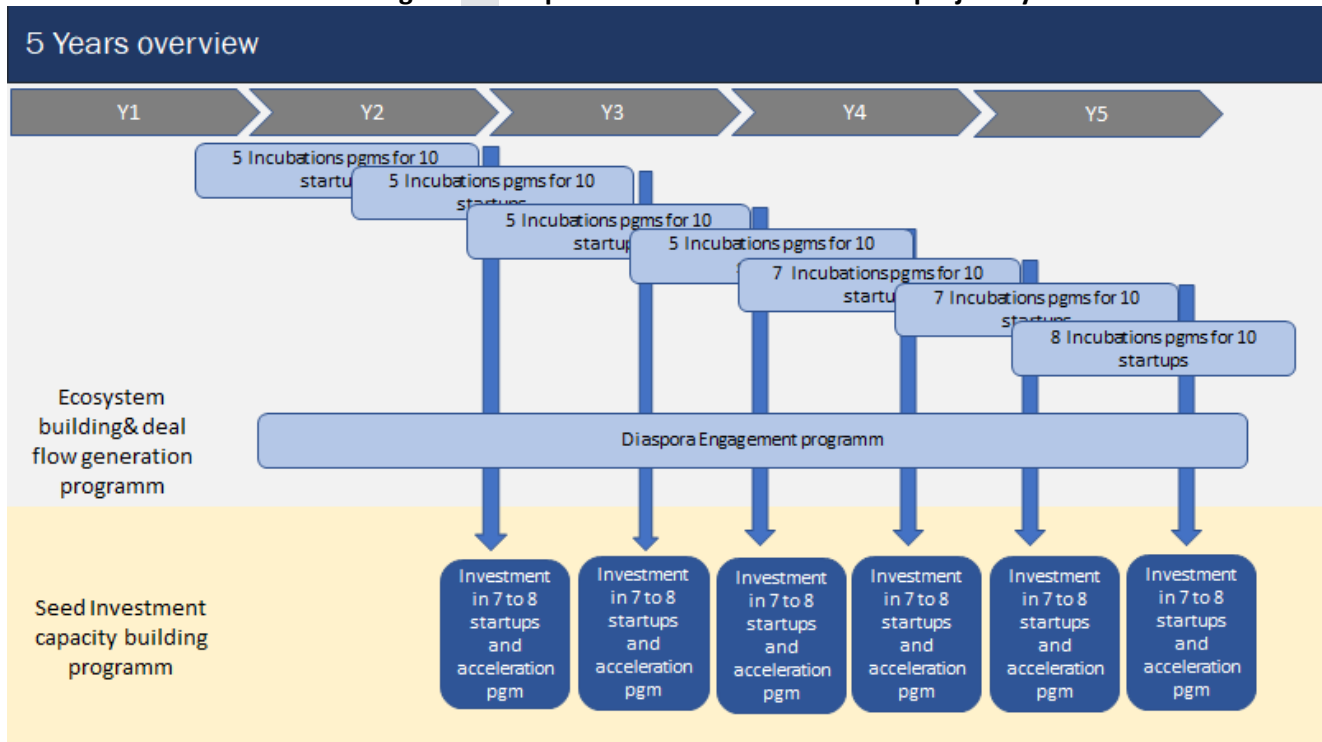 5 Years overview
Y1
Y2
Y3
Y4
Y5
5 Incubations pgms for 10
startu
5 Incubations pgms for 10
startups
5 Incubations pgms for 10
startup
5 Incubations pgms for 10
7 Incubations pgms for 10
startu
7 Incubations pgms for 10
startups
8 Incubations pgms for 10
startups
Ecosystem
building& deal
flow generation
programm
Diaspora Engagement programm
Seed Investment
capacity building
programm
Investment
in 7 to 8
startups
and
acceleration
pgm
Investment
in 7 to 8
startups
and
acceleration
pgm
Investment
in 7 to 8
startups
and
acceleration
pgm
Investment
in 7 to 8
startups
and
acceleration
pgm
Investment
in 7 to 8
startups
and
acceleration
pgm
Investment
in 7 to 8
startups
and
acceleration
pgm